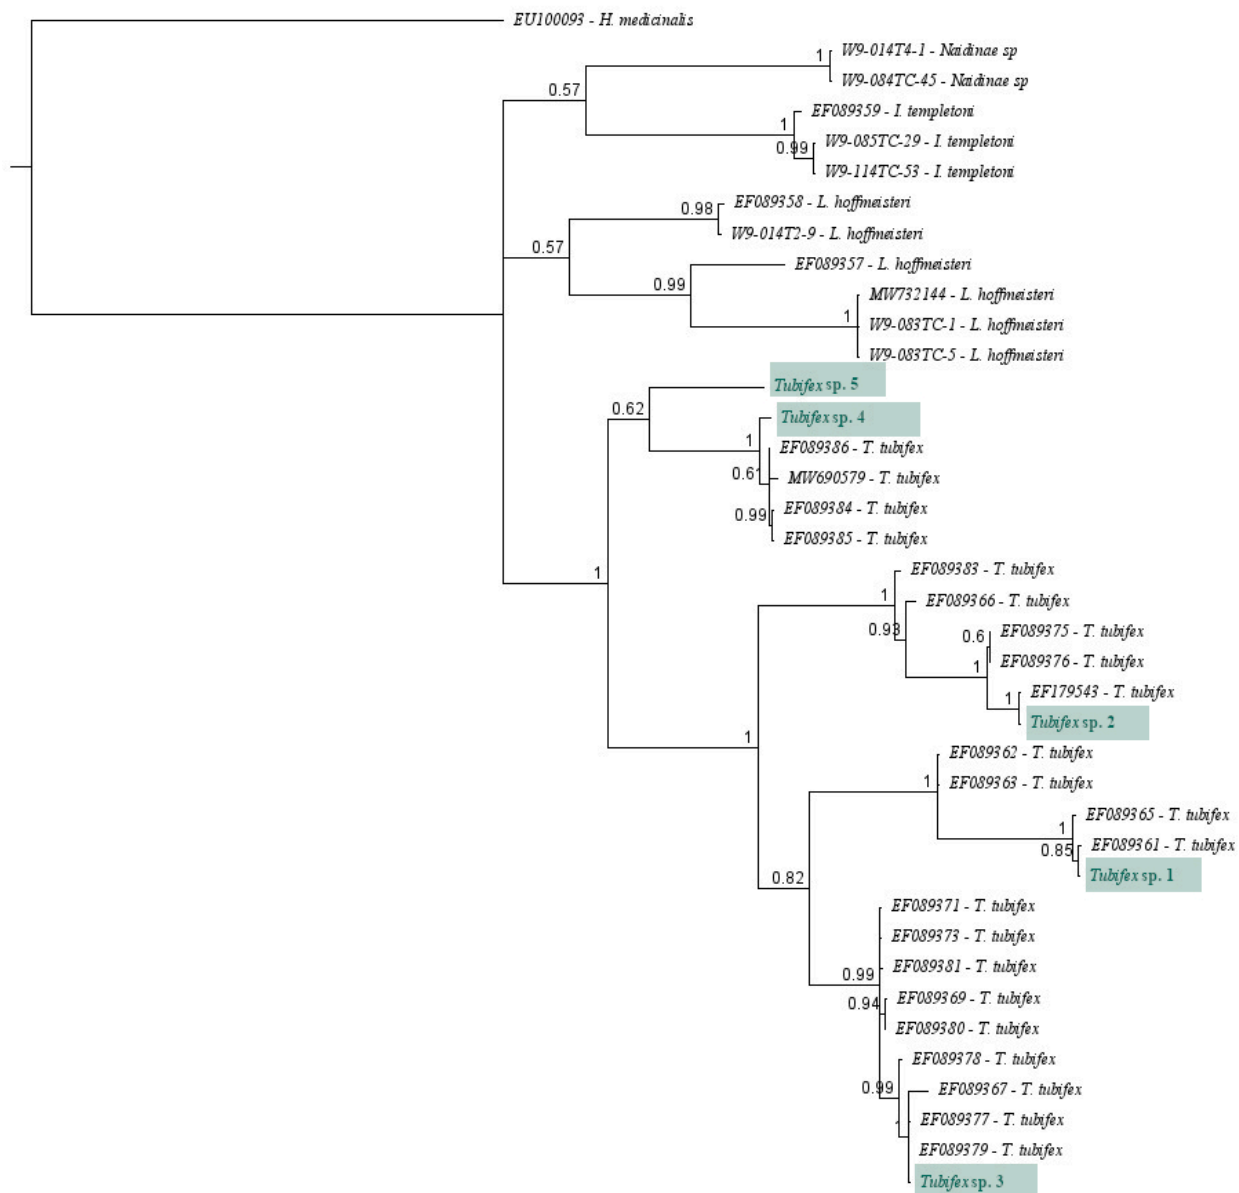 EU100093 - H. medicinalis
W9-014T4-1 - Naidinae sp
1
W9-084TC-45 - Naidinae sp
0.57
EF089359 - I. templetoni
1
W9-085TC-29 - I. templetoni
0.99
W9-114TC-53 - I. templetoni
EF089358 - L. hoffmeisteri
0.98
W9-014T2-9 - L. hoffmeisteri
0.57
EF089357 - L. hoffmeisteri
0.99
MW732144 - L. hoffmeisteri
1
W9-083TC-1 - L. hoffmeisteri
W9-083TC-5 - L. hoffmeisteri
Tubifex sp. 5
0.62
Tubifex sp. 4
1
EF089386 - T. tubifex
0.61
MW690579 - T. tubifex
EF089384 - T. tubifex
0.99
EF089385 - T. tubifex
1
EF089383 - T. tubifex
1
EF089366 - T. tubifex
0.93
EF089375 - T. tubifex
0.6
EF089376 - T. tubifex
1
EF179543 - T. tubifex
1
Tubifex sp. 2
1
EF089362 - T. tubifex
1
EF089363 - T. tubifex
EF089365 - T. tubifex
1
EF089361 - T. tubifex
0.85
Tubifex sp. 1
0.82
EF089371 - T. tubifex
EF089373 - T. tubifex
EF089381 - T. tubifex
0.99
EF089369 - T. tubifex
0.94
EF089380 - T. tubifex
EF089378 - T. tubifex
0.99
EF089367 - T. tubifex
EF089377 - T. tubifex
EF089379 - T. tubifex
Tubifex sp. 3